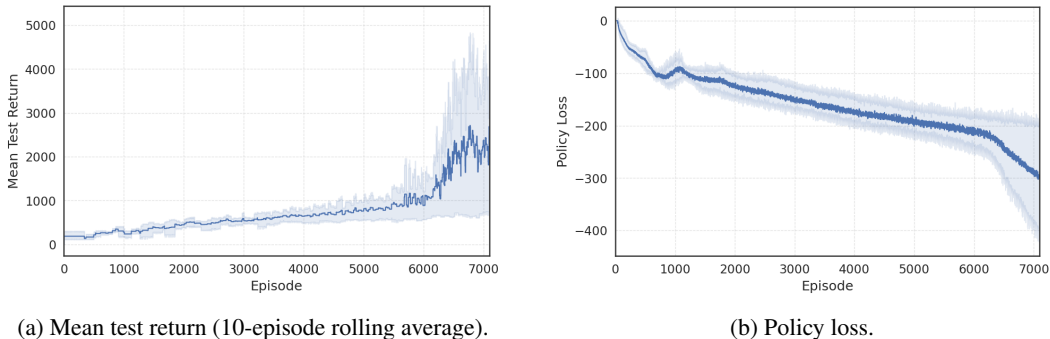 5000
4000
3000
2000
1000
0
Mean Test Return
0 1000 2000 3000 4000 5000 6000 7000
Episode
(a) Mean test return (10-episode rolling average).
0
−100
−200
−300
−400
Policy Loss
0 1000 2000 3000 4000 5000 6000 7000
Episode
(b) Policy loss.